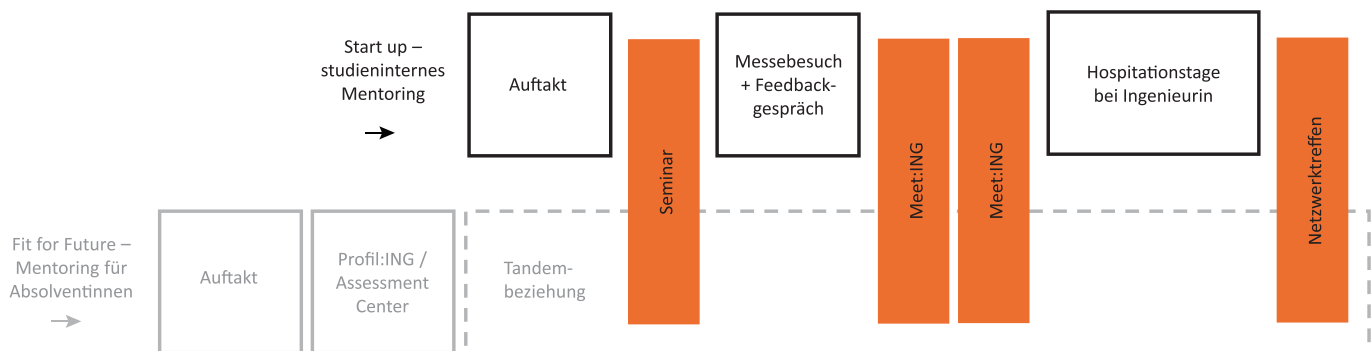 Start up –
studieninternes
Mentoring
Auftakt
Seminar
Messebesuch
+ Feedback-
gespräch
Meet:ING
Meet:ING
Hospitationstage
bei Ingenieurin
Netzwerktreffen
Fit for Future –
Mentoring für
Absolventinnen
Auftakt
Profil:ING /
Assessment
Center
Tandem-
beziehung